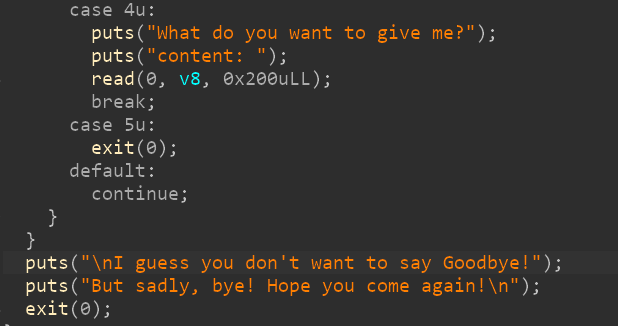 case 4u:
puts("What do you want to give me?");
puts("content: ");
read(0, v8, 0x200uLL);
break;
case 5u:
exit(0);
default:
continue;
}
}
puts("\nI guess you don't want to say Goodbye!");
puts("But sadly, bye! Hope you come again!\n");
exit(0);